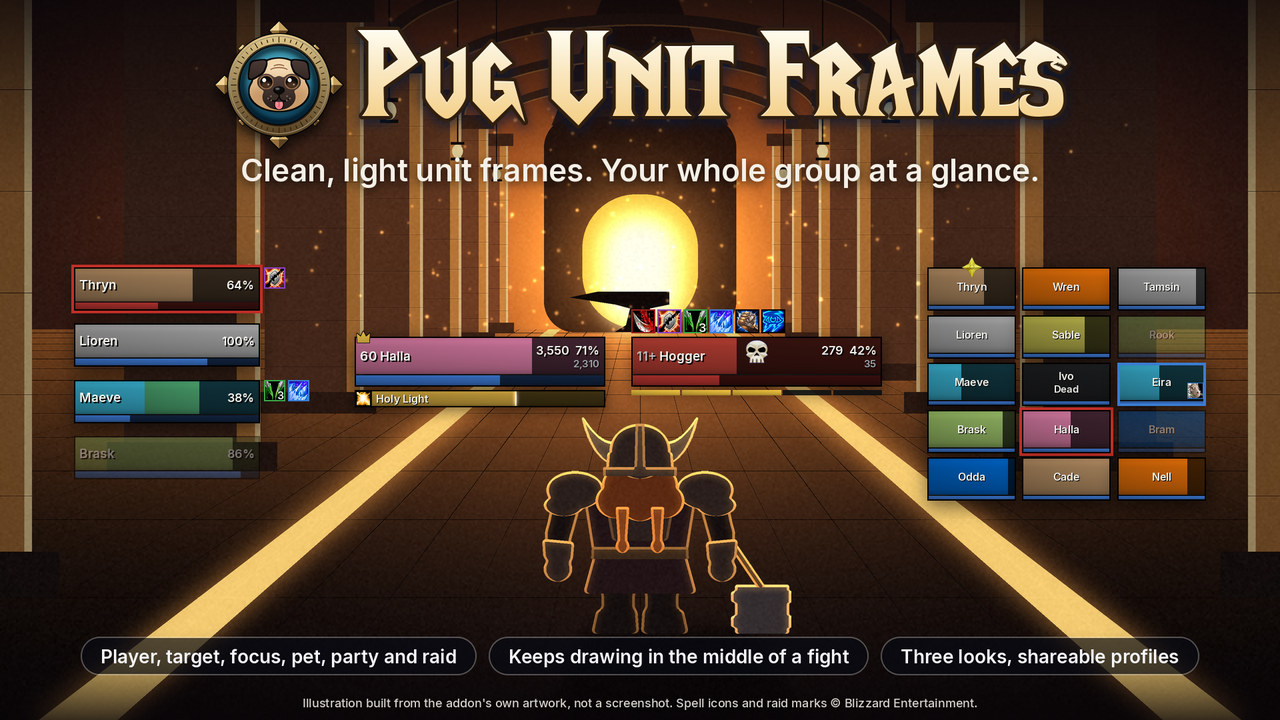 PUG UNIT FRAMES
Clean, light unit frames. Your whole group at a glance.
Thryn 64%
Lioren 100%
3
Maeve 38%
Brask 86%
60 Halla 3,550 71%
2,310
Holy Light
3
11+ Hogger 279 42%
35
Thryn Wren Tamsin
Lioren Sable Rook
Maeve Ivo Dead Eira
Brask Halla Bram
Odda Cade Nell
Player, target, focus, pet, party and raid
Keeps drawing in the middle of a fight
Three looks, shareable profiles
Illustration built from the addon's own artwork, not a screenshot. Spell icons and raid marks © Blizzard Entertainment.